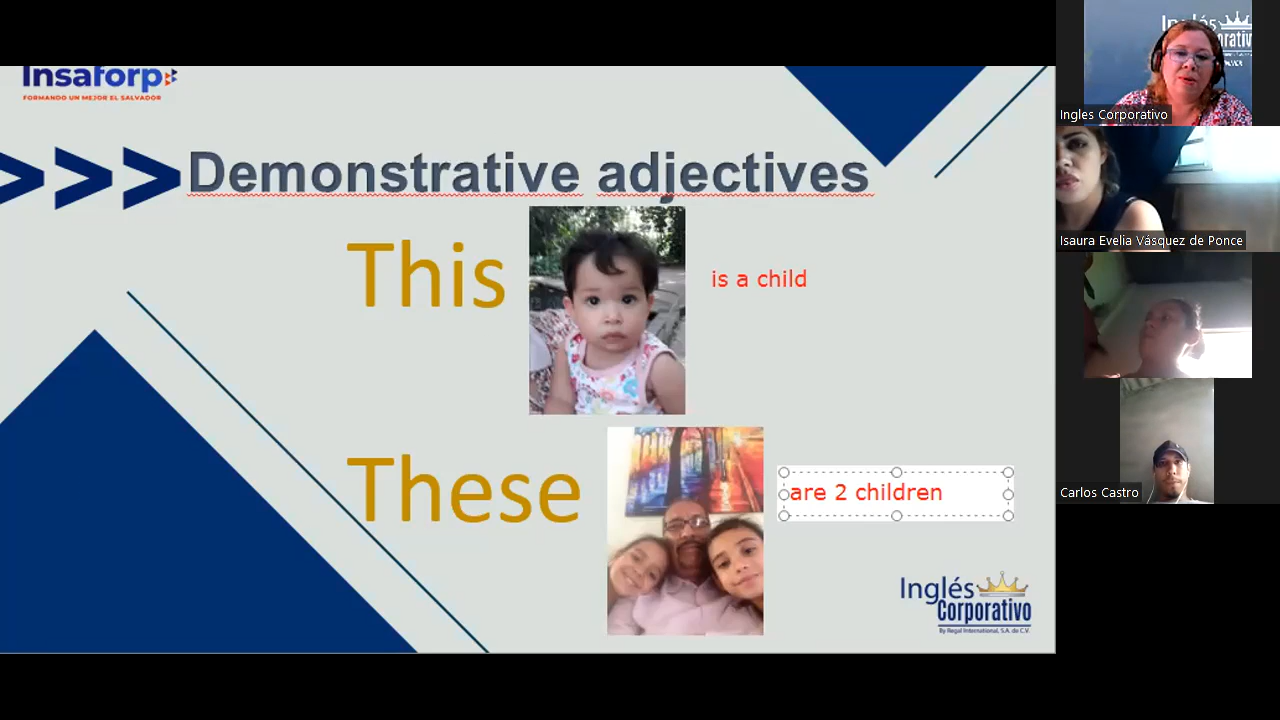 Insaforp
FORMANDO UN MEJOR EL SALVADOR
>>>Demonstrative adjectives
This
is a child
These
are 2 children
Inglés
Corporativo
By Regal International, S.A. de C.V.
Inglés
Ingles Corporativo
Isaura Evelia Vásquez de Ponce
Carlos Castro